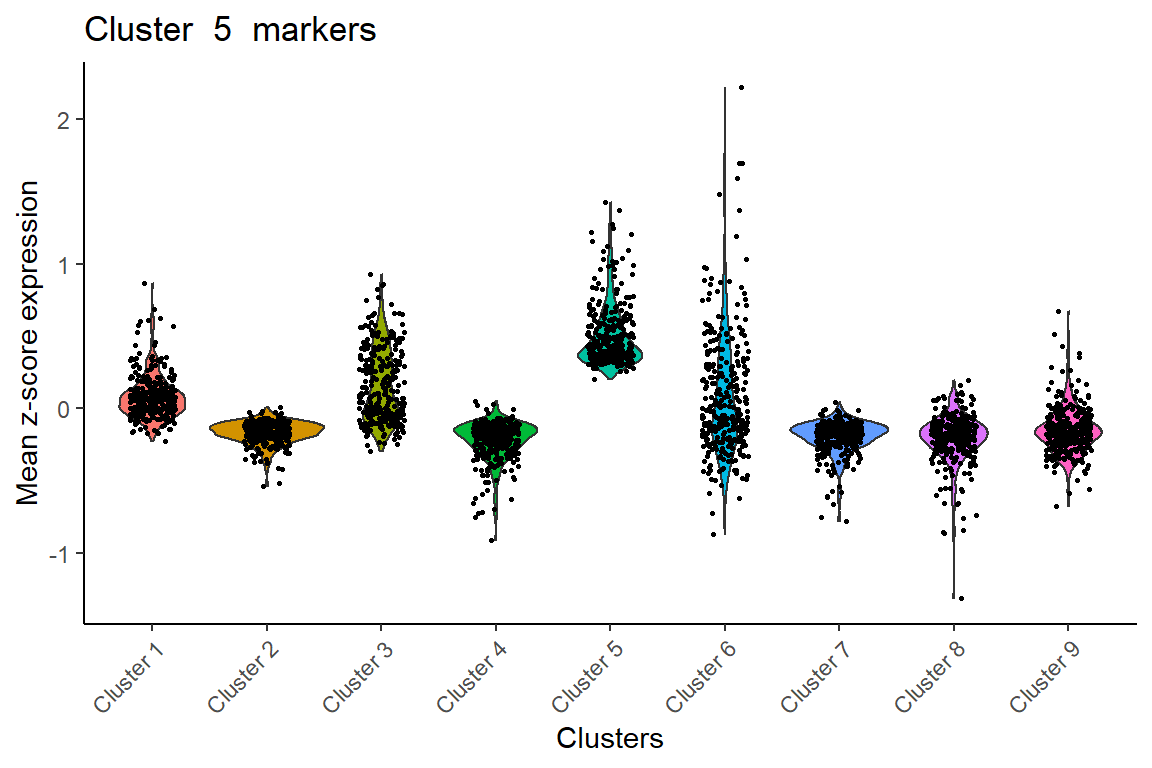 Cluster 5 markers
Mean z-score expression
2
1
0
-1
Cluster 1
Cluster 2
Cluster 3
Cluster 4
Cluster 5
Cluster 6
Cluster 7
Cluster 8
Cluster 9
Clusters